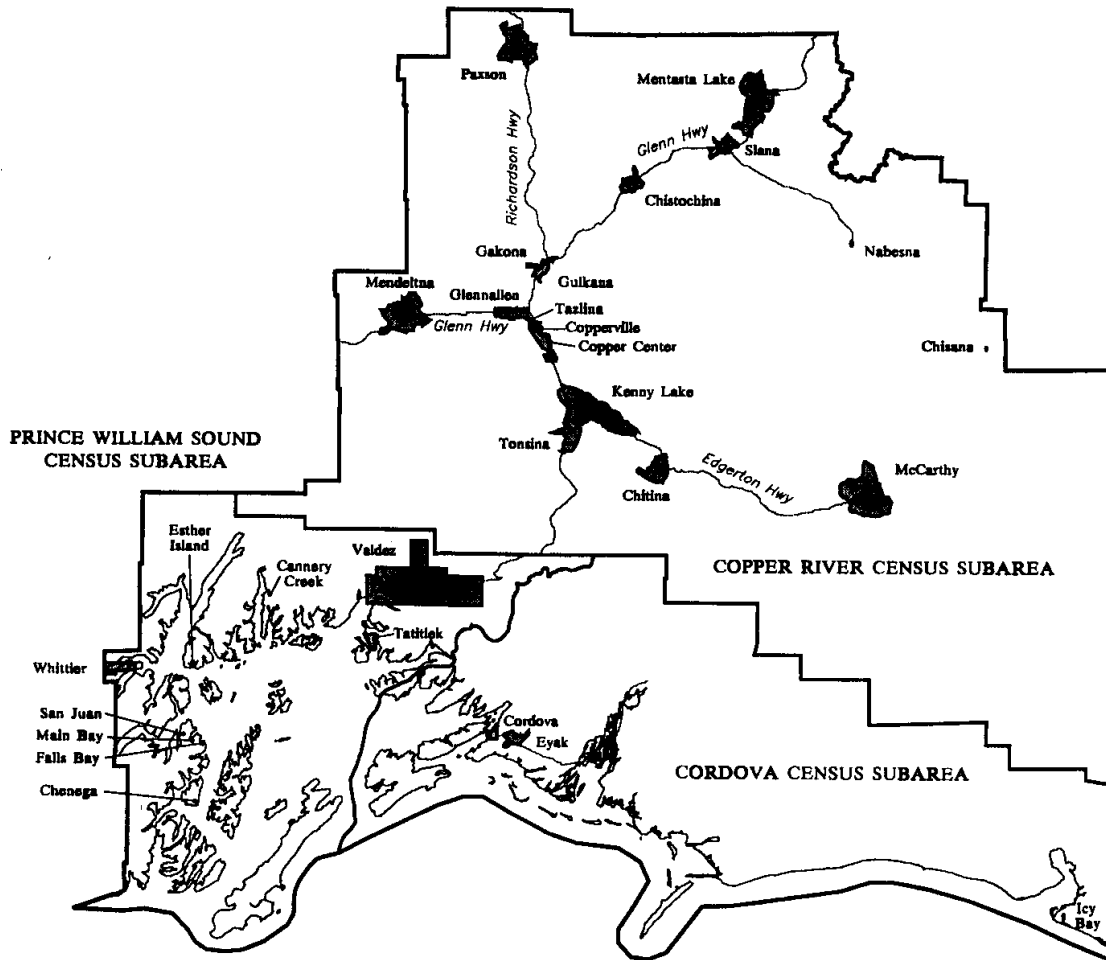 Paxson
Mentasta Lake
Richardson Hwy
Glenn Hwy
Slana
Chistochina
Nabesna
Gakona
Gulkana
Mendeltna
Glennallen
Glenn Hwy
Tazlina
Copperville
Copper Center
Chisana
Kenny Lake
PRINCE WILLIAM SOUND
CENSUS SUBAREA
Tonsina
Chitina
Edgerton Hwy
McCarthy
Esther
Island
Cannery
Creek
Valdez
COPPER RIVER CENSUS SUBAREA
Tatitlek
Whittier
San Juan
Main Bay
Falls Bay
Chenega
Cordova
Eyak
CORDOVA CENSUS SUBAREA
Icy
Bay